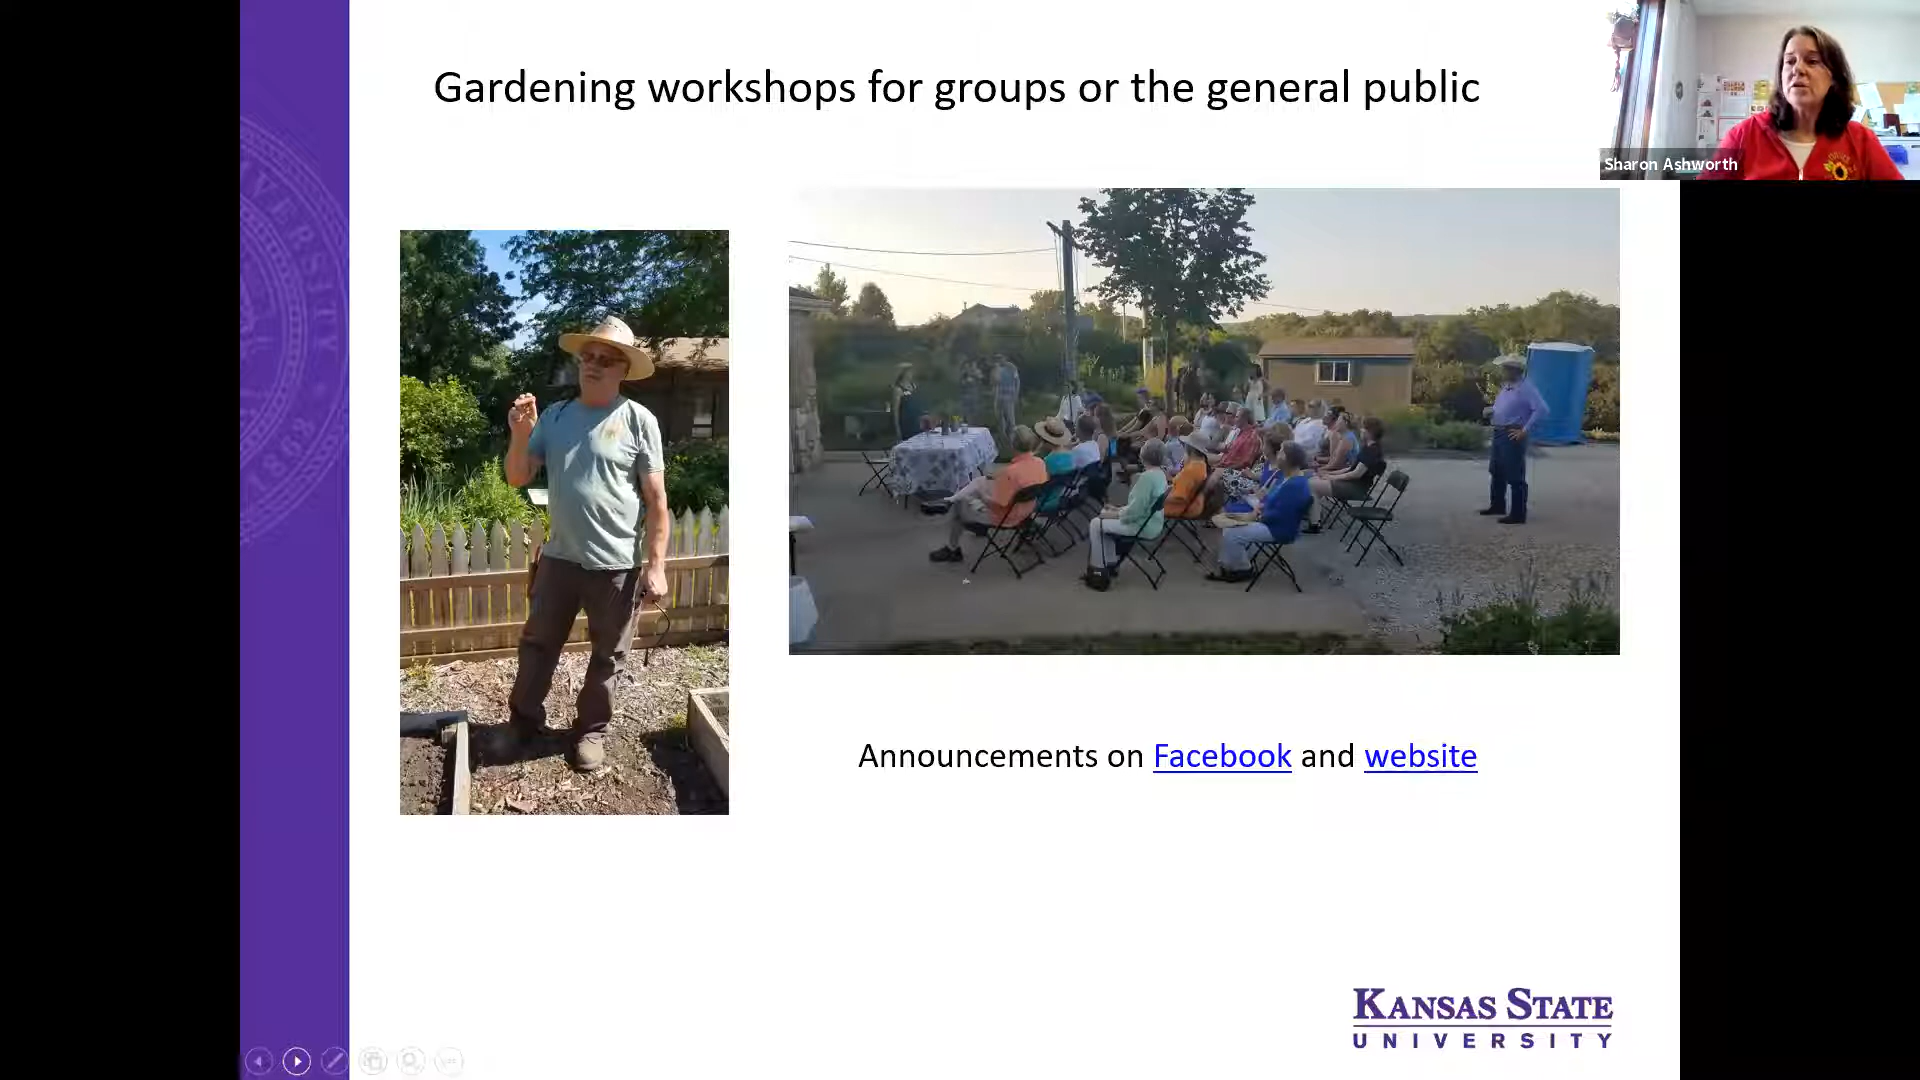 Gardening workshops for groups or the general public
Sharon Ashworth
Announcements on Facebook and website
KANSAS STATE
UNIVERSITY